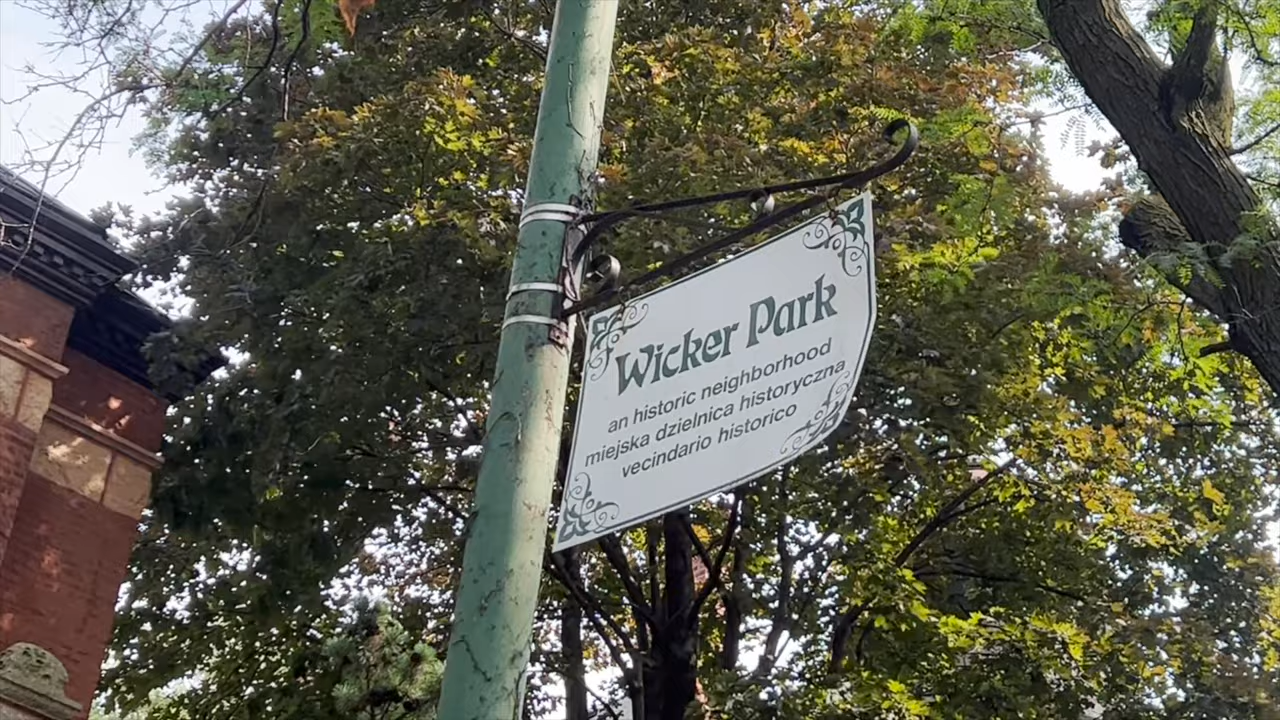 Wicker Park
an historic neighborhood
miejska dzielnica historyczna
vecindario historico